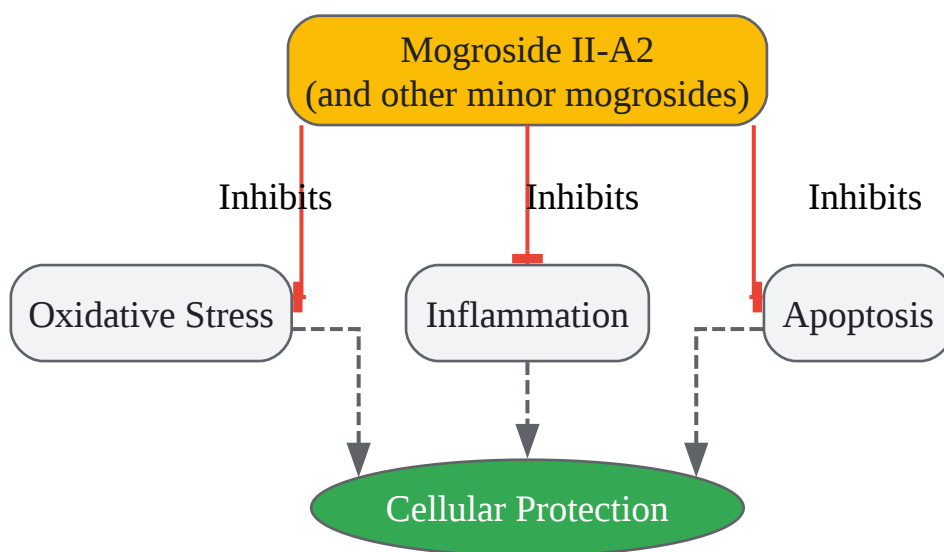 Mogroside II-A2
(and other minor mogrosides)
Inhibits
Inhibits
Inhibits
Oxidative Stress
Inflammation
Apoptosis
Cellular Protection